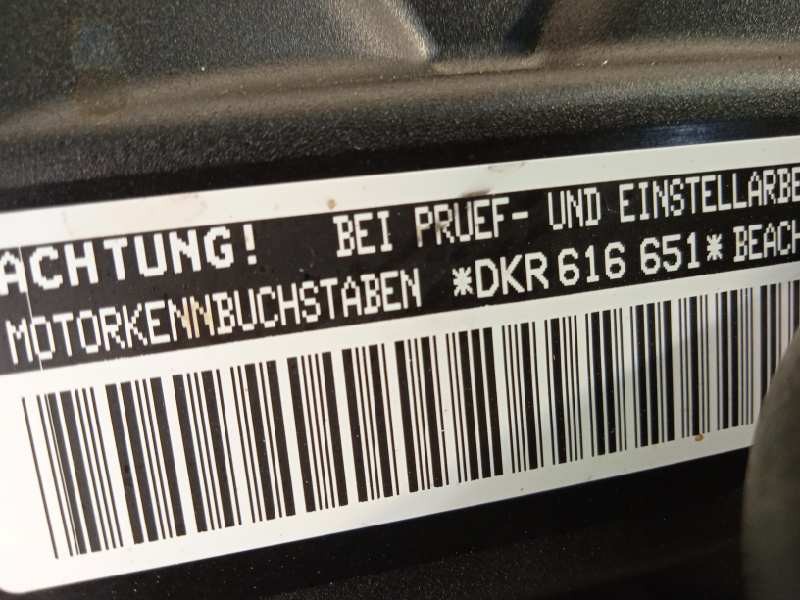 ACHTUNG! BEI PRUEF- UND EINSTELLARBE
MOTORKENNBUCHSTABEN *DKR 616 651* BEACH